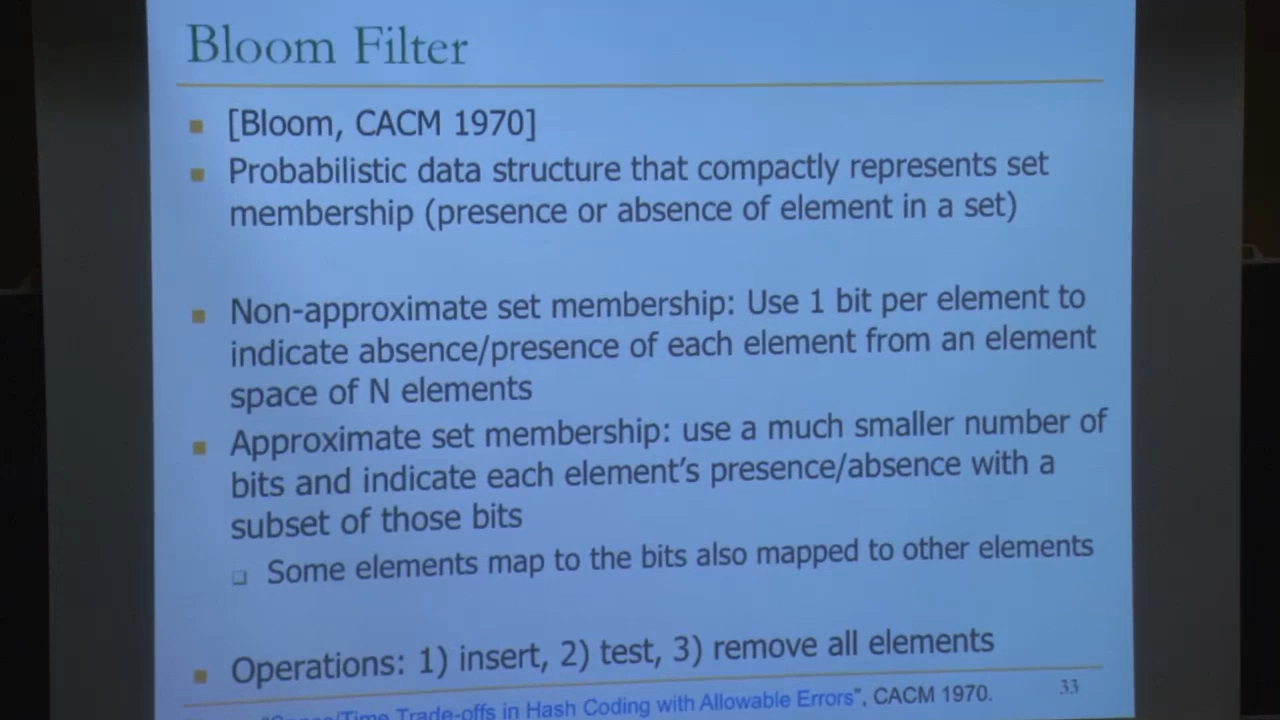 Bloom Filter
[Bloom, CACM 1970]
Probabilistic data structure that compactly represents set
membership (presence or absence of element in a set)
Non-approximate set membership: Use 1 bit per element to
indicate absence/presence of each element from an element
space of N elements
Approximate set membership: use a much smaller number of
bits and indicate each element's presence/absence with a
subset of those bits
Some elements map to the bits also mapped to other elements
Operations: 1) insert, 2) test, 3) remove all elements
"Space/Time Trade-offs in Hash Coding with Allowable Errors", CACM 1970.
33